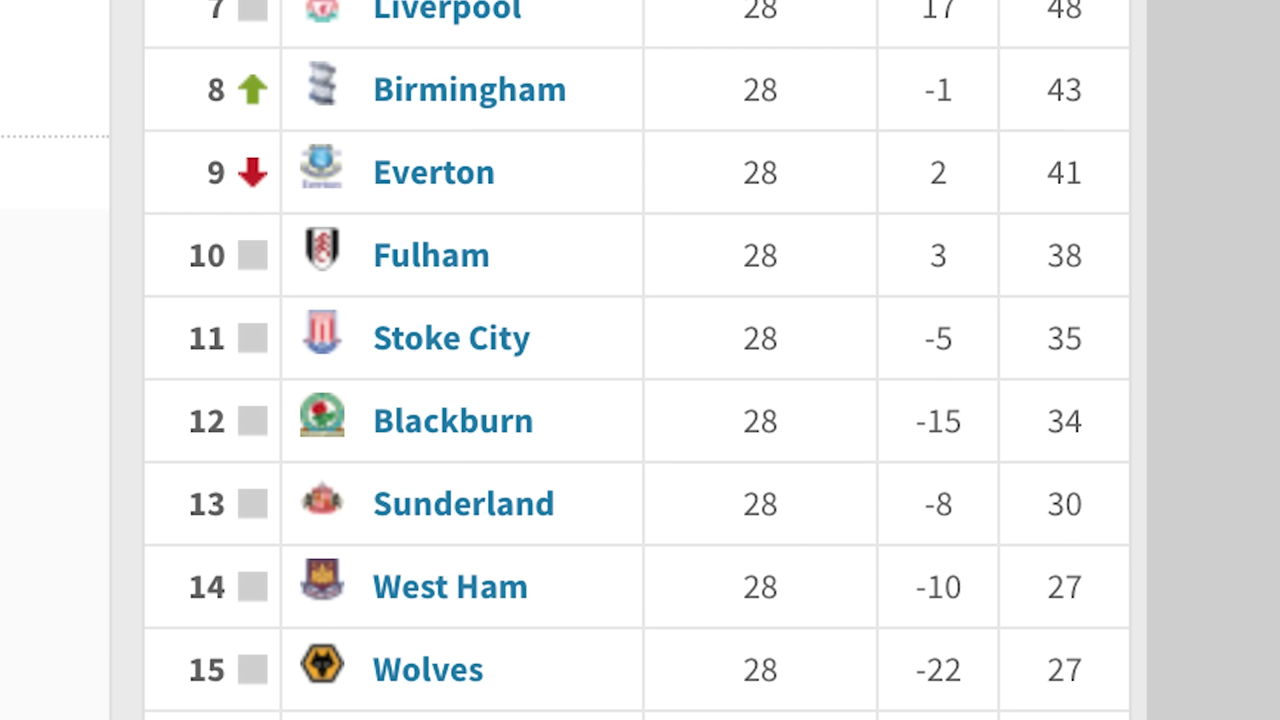 7 Liverpool 28 17 48
8 Birmingham 28 -1 43
9 Everton 28 2 41
10 Fulham 28 3 38
11 Stoke City 28 -5 35
12 Blackburn 28 -15 34
13 Sunderland 28 -8 30
14 West Ham 28 -10 27
15 Wolves 28 -22 27